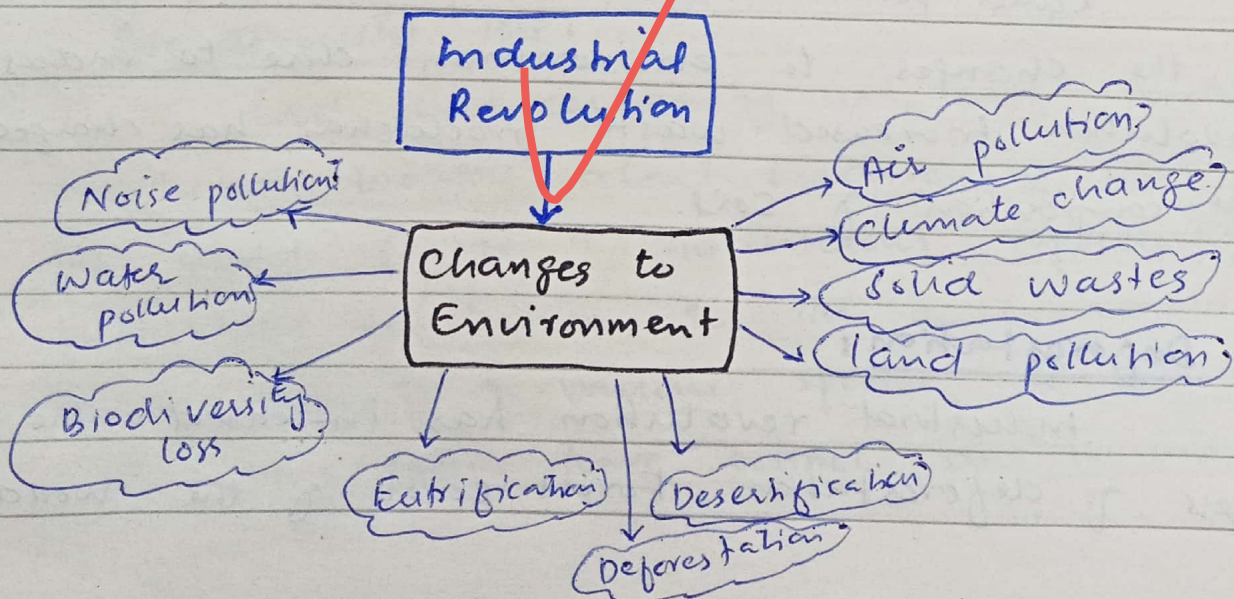 Industrial
Revolution
Noise pollution
Air pollution
Climate change
Water
pollution
Changes to
Environment
Solid wastes
land pollution
Biodiversity
loss
Eutrification
Desertification
Deforestation